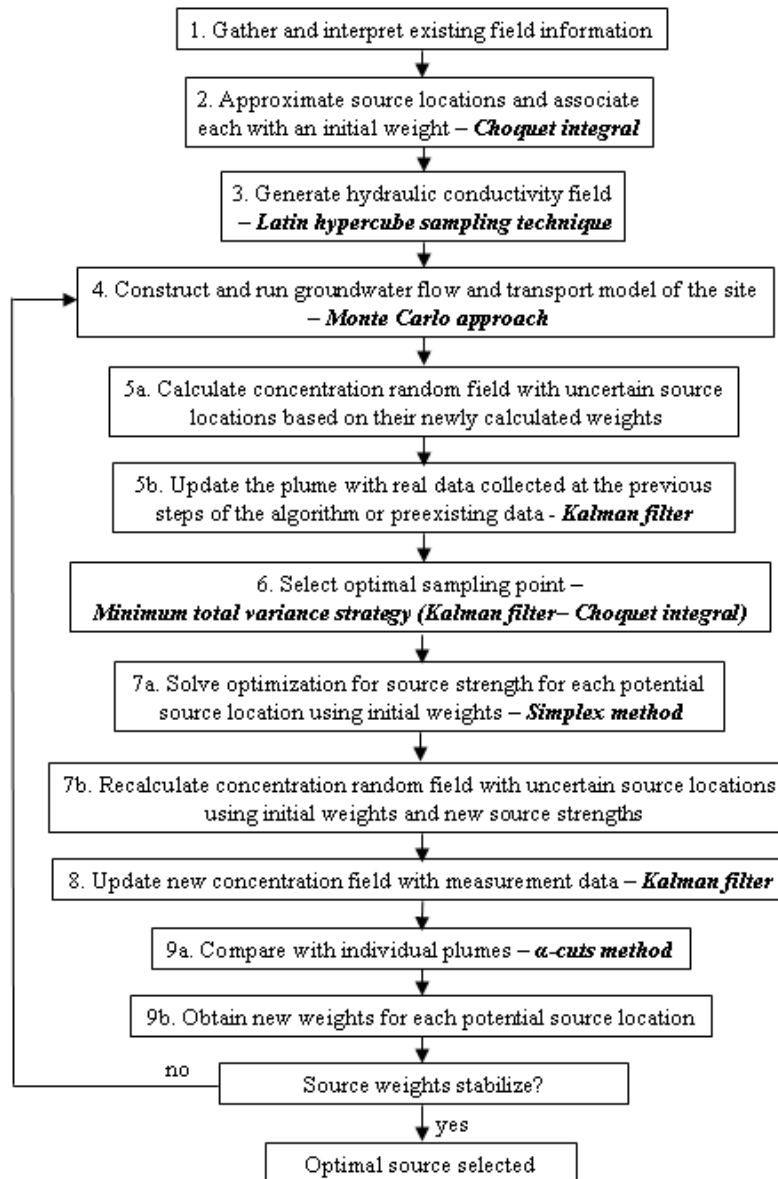 1. Gather and interpret existing field information
2. Approximate source locations and associate
each with an initial weight – Choquet integral
3. Generate hydraulic conductivity field
– Latin hypercube sampling technique
4. Construct and run groundwater flow and transport model of the site
– Monte Carlo approach
5a. Calculate concentration random field with uncertain source
locations based on their newly calculated weights
5b. Update the plume with real data collected at the previous
steps of the algorithm or preexisting data - Kalman filter
6. Select optimal sampling point –
Minimum total variance strategy (Kalman filter– Choquet integral)
7a. Solve optimization for source strength for each potential
source location using initial weights – Simplex method
7b. Recalculate concentration random field with uncertain source locations
using initial weights and new source strengths
8. Update new concentration field with measurement data – Kalman filter
9a. Compare with individual plumes – α-cuts method
9b. Obtain new weights for each potential source location
no
Source weights stabilize?
yes
Optimal source selected